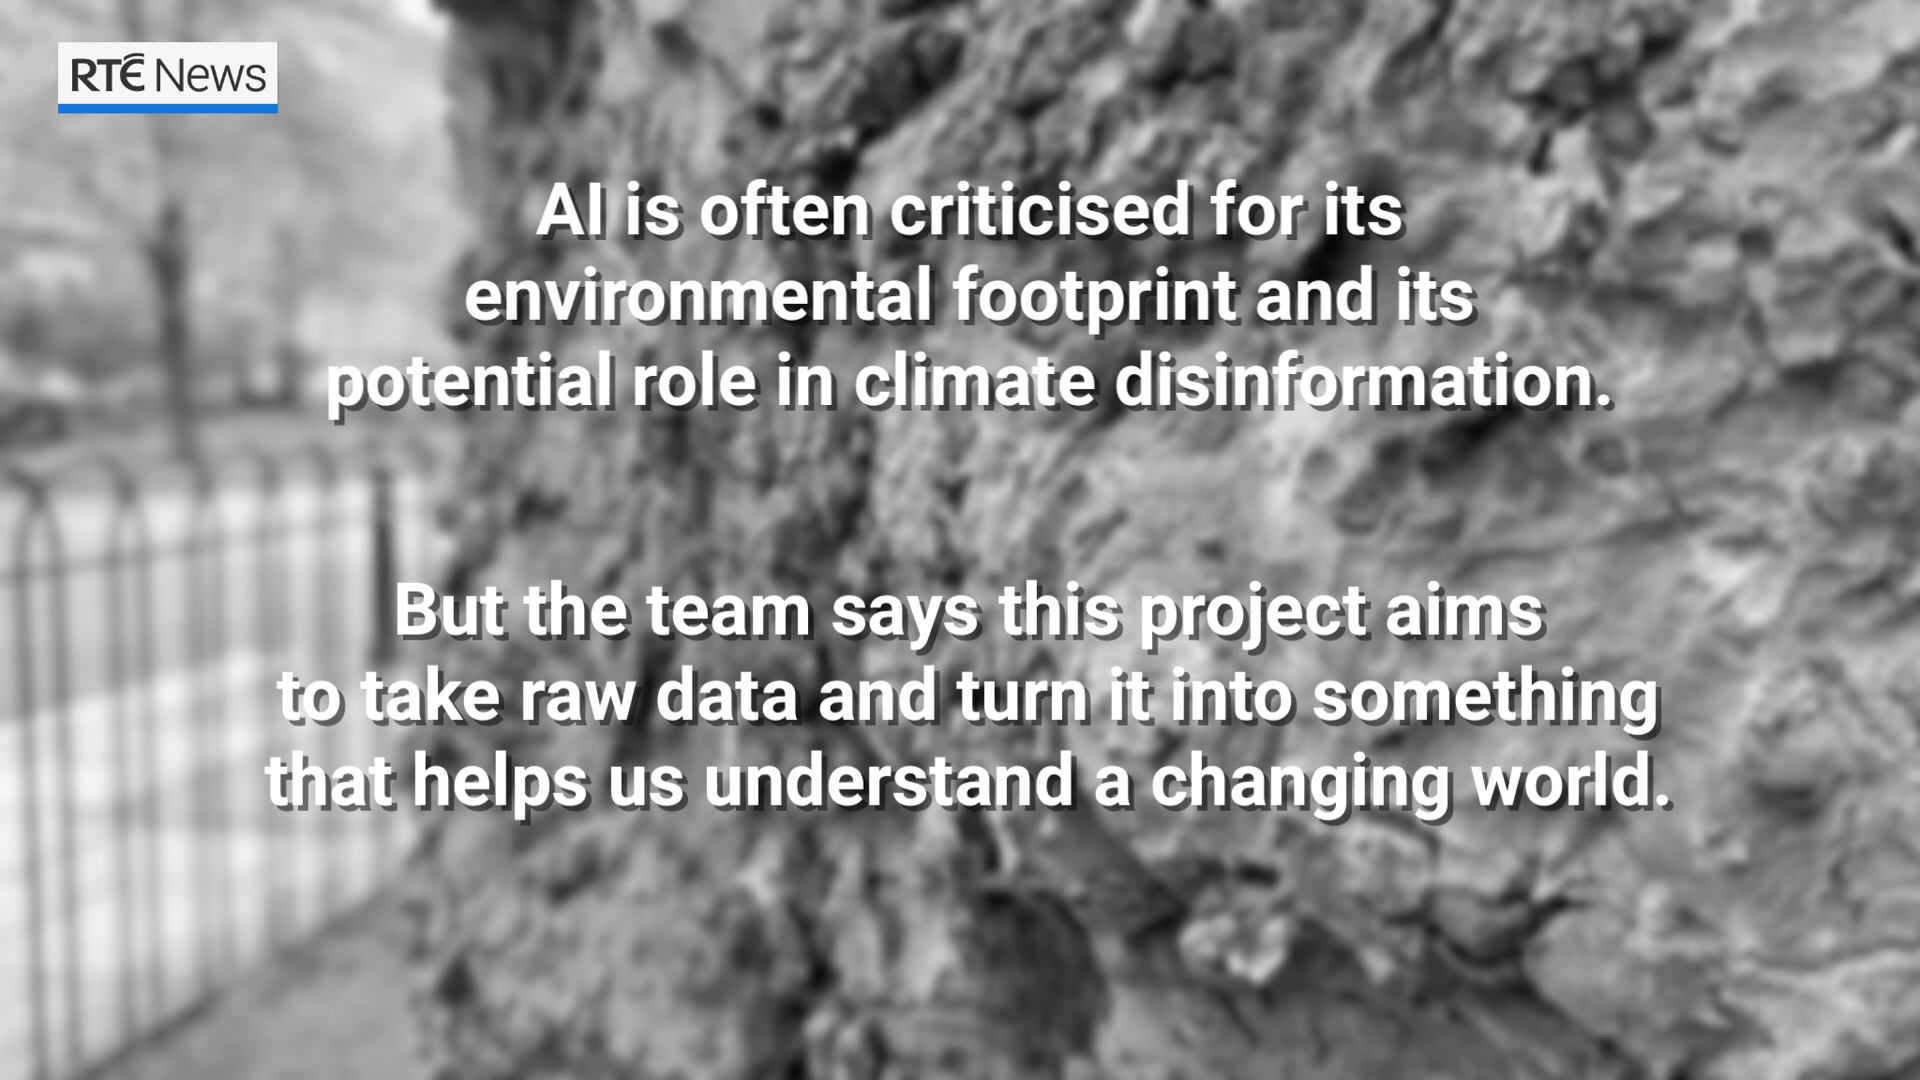 RTÉ News
AI is often criticised for its
environmental footprint and its
potential role in climate disinformation.
But the team says this project aims
to take raw data and turn it into something
that helps us understand a changing world.